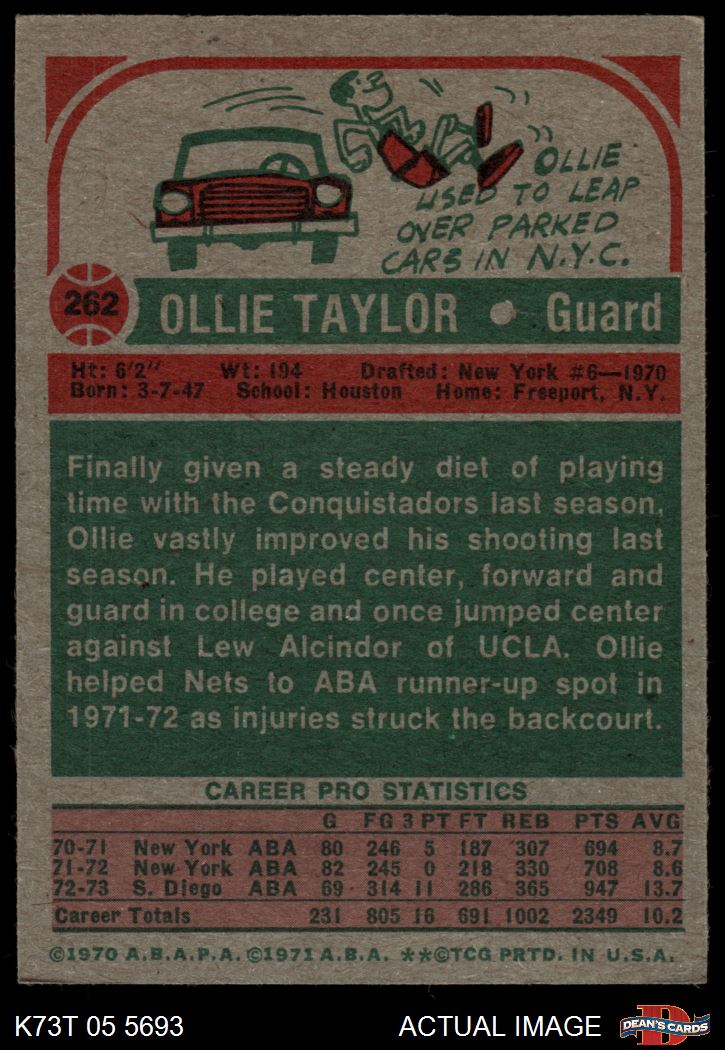 OLLIE
USED TO LEAP
OVER PARKED
CARS IN N.Y.C.
262 OLLIE TAYLOR • Guard
Ht: 6'2" Wt: 194 Drafted: New York #6—1970
Born: 3-7-47 School: Houston Home: Freeport, N.Y.
Finally given a steady diet of playing
time with the Conquistadors last season,
Ollie vastly improved his shooting last
season. He played center, forward and
guard in college and once jumped center
against Lew Alcindor of UCLA. Ollie
helped Nets to ABA runner-up spot in
1971-72 as injuries struck the backcourt.
CAREER PRO STATISTICS
G FG 3 PT FT REB PTS AVG
70-71 New York ABA 80 246 5 187 307 694 8.7
71-72 New York ABA 82 245 0 218 330 708 8.6
72-73 S. Diego ABA 69 314 11 286 365 947 13.7
Career Totals 231 805 16 691 1002 2349 10.2
©1970 A.B.A.P.A. ©1971 A.B.A. **©TCG PRTD. IN U.S.A.
K73T 05 5693 ACTUAL IMAGE D DEAN'S CARDS